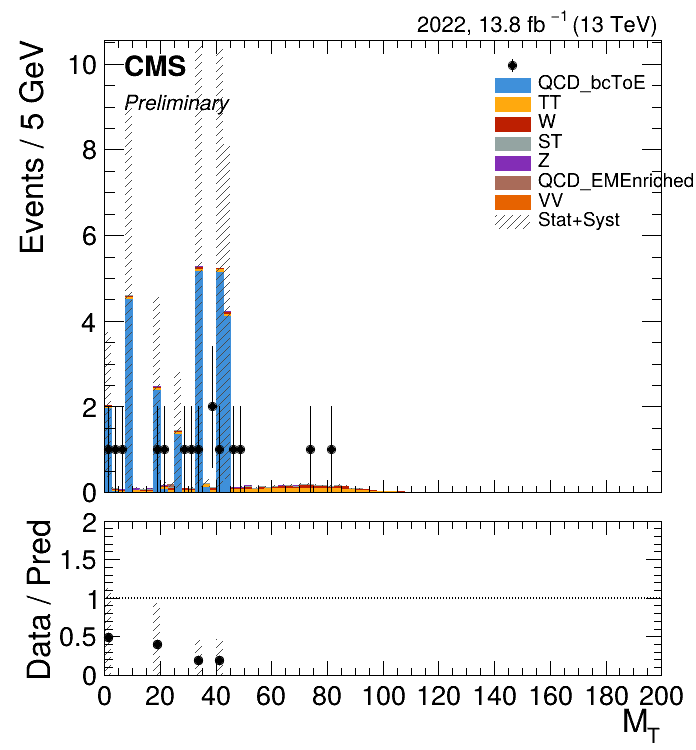 2022, 13.8 fb⁻¹ (13 TeV)
CMS
Preliminary
Events / 5 GeV
10
8
6
4
2
0
QCD_bcToE
TT
W
ST
Z
QCD_EMEnriched
VV
Stat+Syst
Data / Pred
2
1.5
1
0.5
0
0 20 40 60 80 100 120 140 160 180 200
M_T